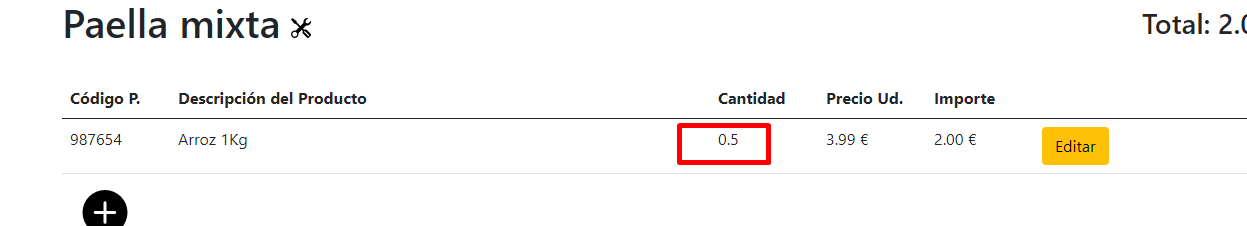 Paella mixta
Total: 2.0
Código P. Descripción del Producto Cantidad Precio Ud. Importe
987654 Arroz 1Kg 0.5 3.99 € 2.00 € Editar